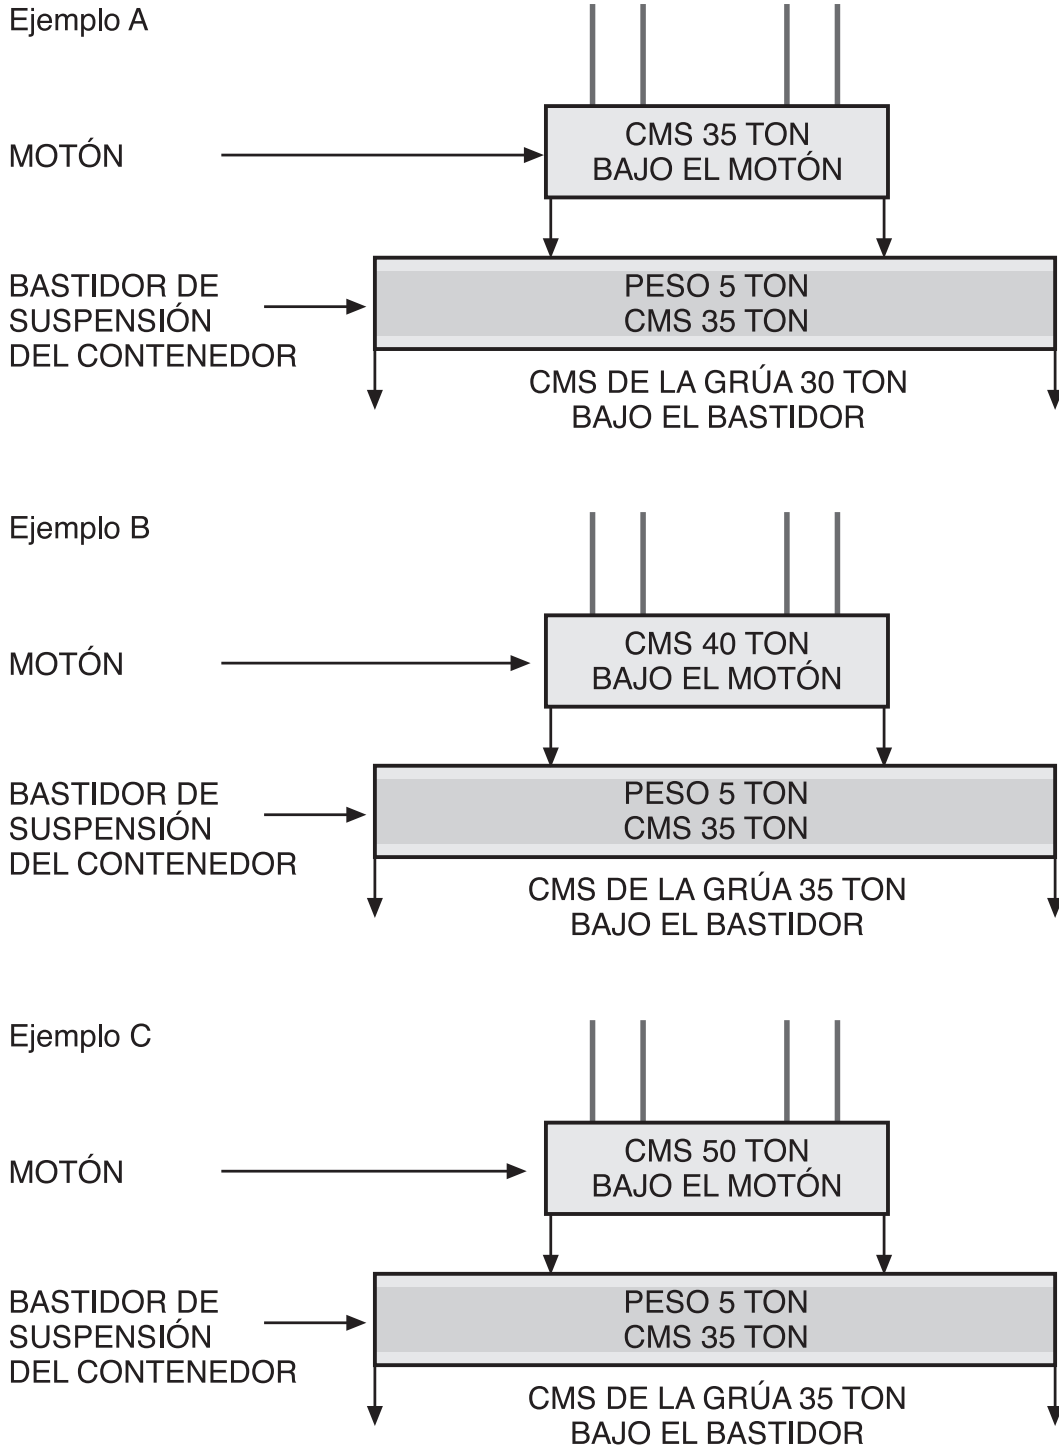 Ejemplo A
CMS 35 TON
BAJO EL MOTÓN
MOTÓN
BASTIDOR DE
SUSPENSIÓN
DEL CONTENEDOR
PESO 5 TON
CMS 35 TON
CMS DE LA GRÚA 30 TON
BAJO EL BASTIDOR
Ejemplo B
CMS 40 TON
BAJO EL MOTÓN
MOTÓN
BASTIDOR DE
SUSPENSIÓN
DEL CONTENEDOR
PESO 5 TON
CMS 35 TON
CMS DE LA GRÚA 35 TON
BAJO EL BASTIDOR
Ejemplo C
CMS 50 TON
BAJO EL MOTÓN
MOTÓN
BASTIDOR DE
SUSPENSIÓN
DEL CONTENEDOR
PESO 5 TON
CMS 35 TON
CMS DE LA GRÚA 35 TON
BAJO EL BASTIDOR